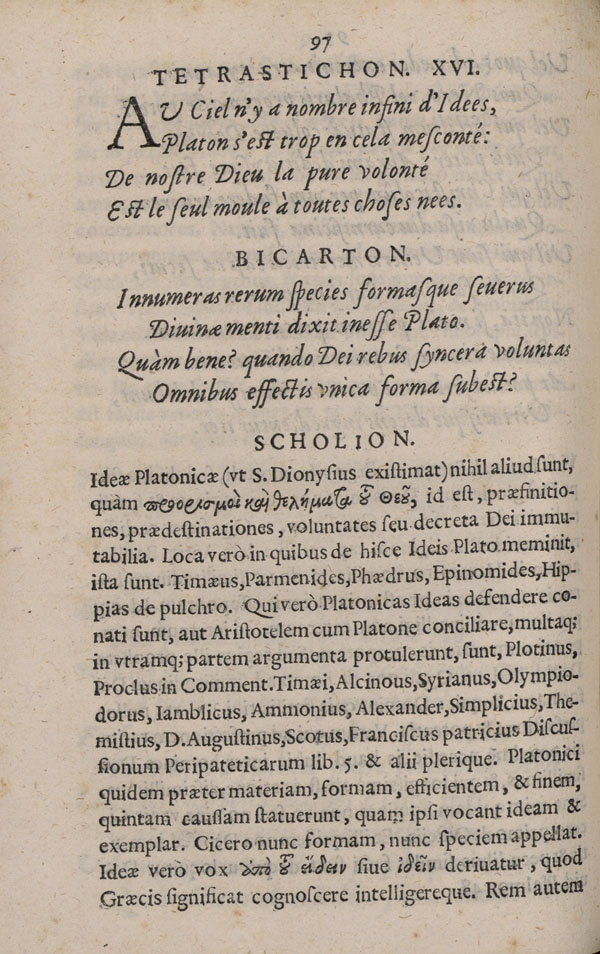 97
TETRASTICHON. XVI.
AU Ciel n'y a nombre infini d'Idees,
Platon s'est trop en cela mesconté:
De nostre Dieu la pure volonté
Est le seul moule à toutes choses nees.
BICARTON.
Innumeras rerum species formasque seuerus
Diuinæ menti dixit inesse Plato.
Quàm bene? quando Dei rebus syncera voluntas
Omnibus effectis vnica forma subest?
SCHOLION.
Ideæ Platonicæ (vt S. Dionysius existimat) nihil aliud sunt,
quàm προορισμοὶ καὶ θελήματα τοῦ Θεοῦ, id est, præfinitio-
nes, prædestinationes, voluntates seu decreta Dei immu-
tabilia. Loca verò in quibus de hisce Ideis Plato meminit,
ista sunt. Timæus, Parmenides, Phædrus, Epinomides, Hip-
pias de pulchro. Qui verò Platonicas Ideas defendere co-
nati sunt, aut Aristotelem cum Platone conciliare, multaq;
in vtramq; partem argumenta protulerunt, sunt, Plotinus,
Proclus in Comment. Timæi, Alcinous, Syrianus, Olympio-
dorus, Iamblicus, Ammonius, Alexander, Simplicius, The-
mistius, D. Augustinus, Scotus, Franciscus patricius Discus-
sionum Peripateticarum lib. 5. & alii plerique. Platonici
quidem præter materiam, formam, efficientem, & finem,
quintam caussam statuerunt, quam ipsi vocant ideam &
exemplar. Cicero nunc formam, nunc speciem appellat.
Ideæ verò vox ἀπὸ τοῦ εἴδειν siue ἰδεῖν deriuatur, quod
Græcis significat cognoscere intelligereque. Rem autem